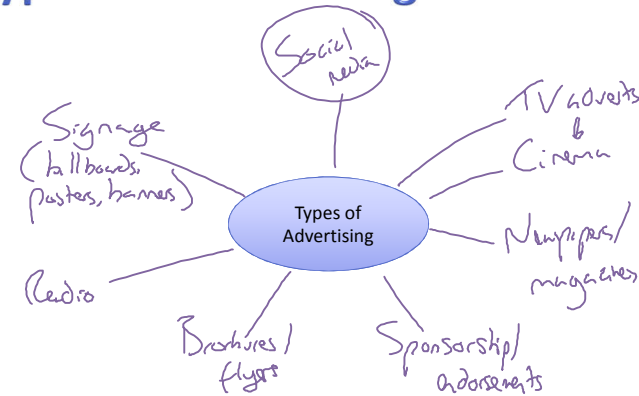 Social
media
TV adverts
&
Cinema
Signage
(billboards,
posters, banners)
Types of
Advertising
Newspapers/
magazines
Radio
Brochures/
flyers
Sponsorship/
endorsements